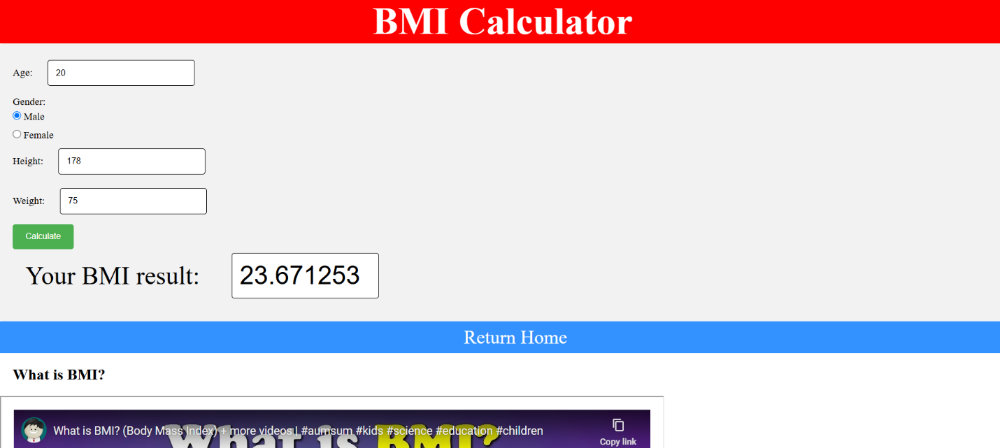 BMI Calculator
Age: 20
Gender:
Male
Female
Height: 178
Weight: 75
Calculate
Your BMI result: 23.671253
Return Home
What is BMI?
What is BMI? (Body Mass Index) + more videos | #aumsum #kids #science #education #children
What is BMI?
Copy link